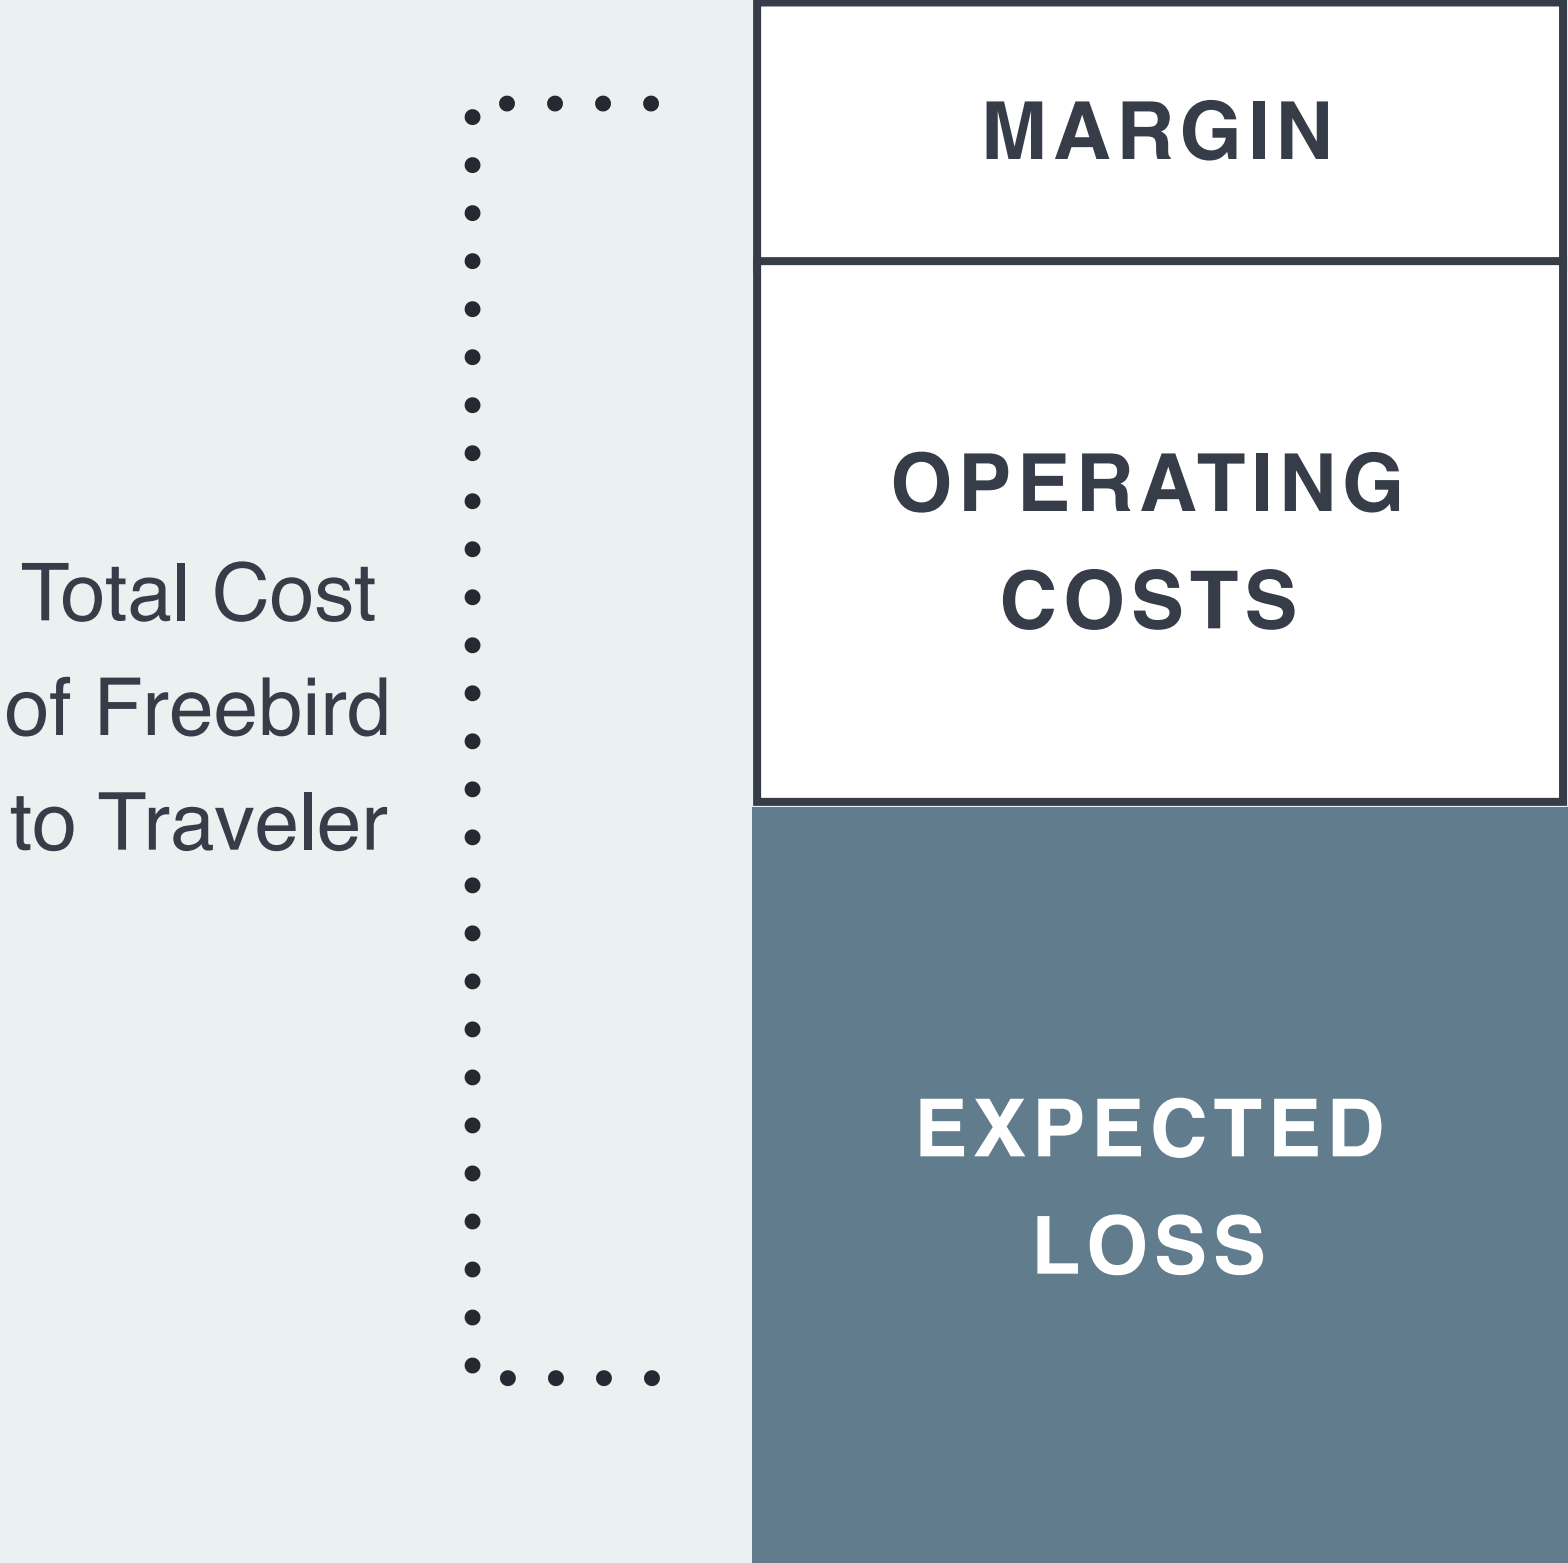 Total Cost
of Freebird
to Traveler
MARGIN
OPERATING
COSTS
EXPECTED
LOSS